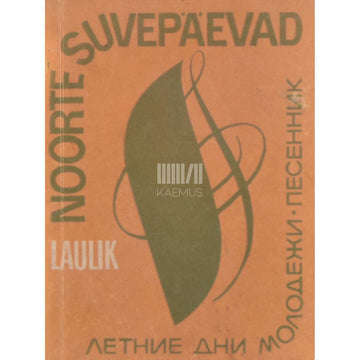 NOORTE
SUVEPÄEVAD
LAULIK
KAEMUS
ЛЕТНИЕ ДНИ МОЛОДЕЖИ · ПЕСЕННИК